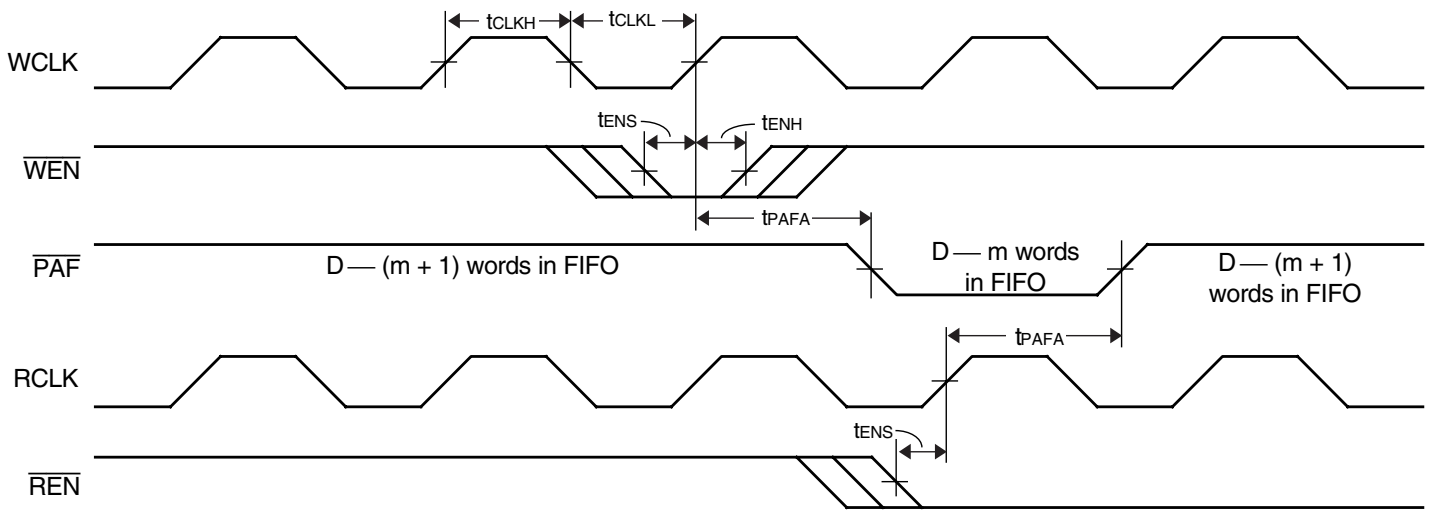 tCLKH tCLKL
WCLK
tENS tENH
WEN
tPAFA
PAF
D — (m + 1) words in FIFO
D — m words
in FIFO
D — (m + 1)
words in FIFO
tPAFA
RCLK
tENS
REN